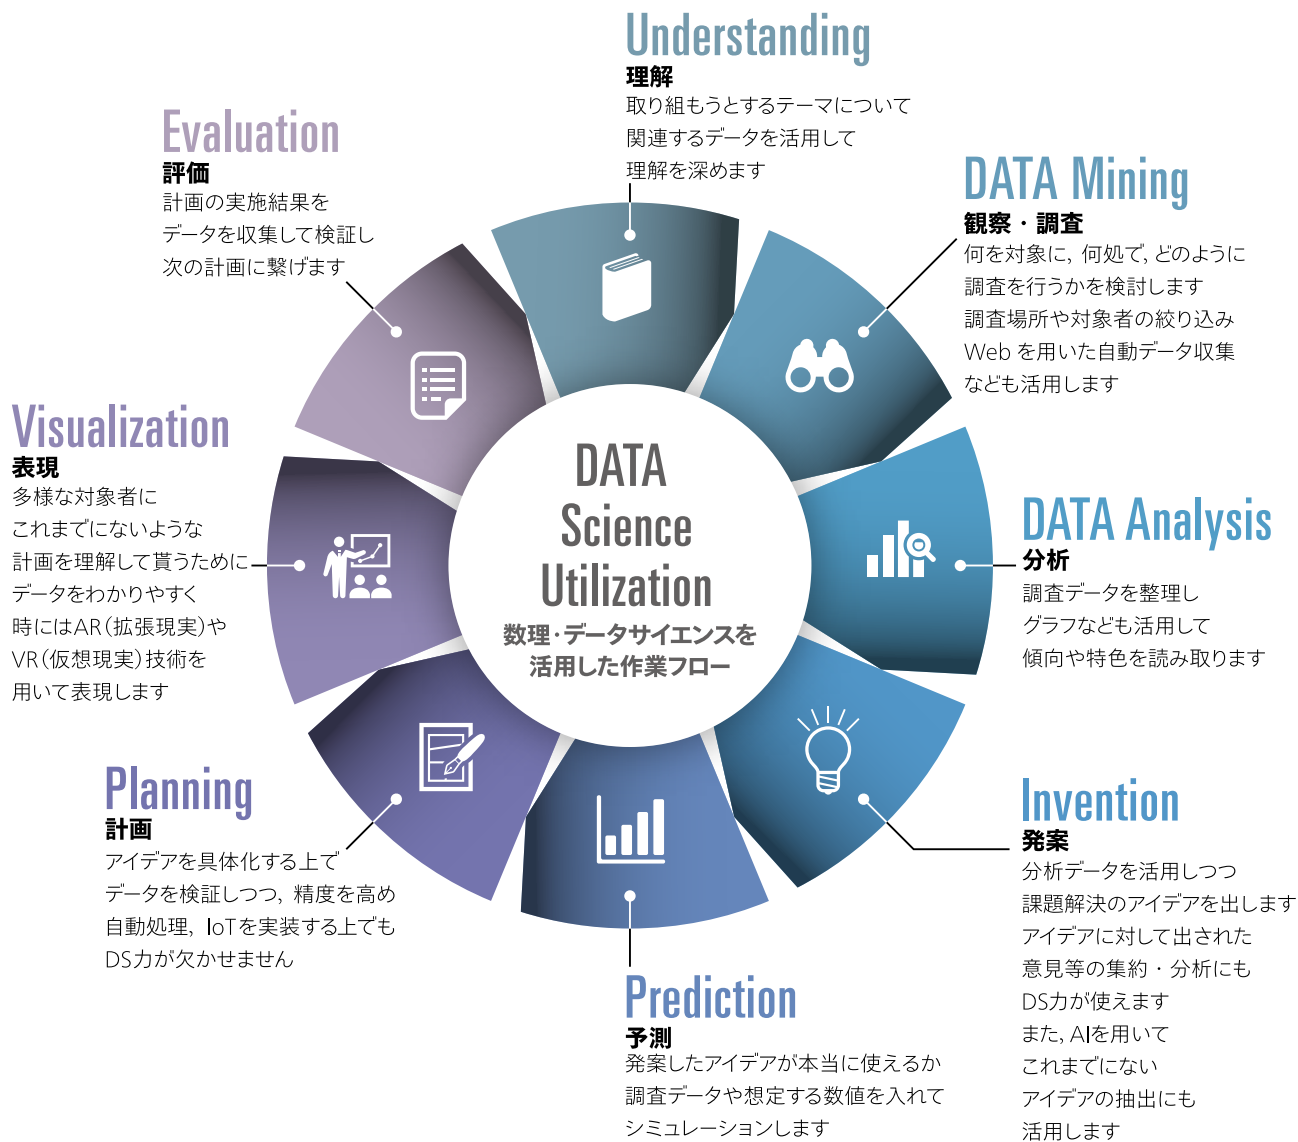 Understanding
理解
取り組もうとするテーマについて
関連するデータを活用して
理解を深めます
DATA Mining
観察・調査
何を対象に, 何処で, どのように
調査を行うかを検討します
調査場所や対象者の絞り込み
Web を用いた自動データ収集
なども活用します
DATA Analysis
分析
調査データを整理し
グラフなども活用して
傾向や特色を読み取ります
Invention
発案
分析データを活用しつつ
課題解決のアイデアを出します
アイデアに対して出された
意見等の集約・分析にも
DS力が使えます
また, AIを用いて
これまでにない
アイデアの抽出にも
活用します
Prediction
予測
発案したアイデアが本当に使えるか
調査データや想定する数値を入れて
シミュレーションします
Planning
計画
アイデアを具体化する上で
データを検証しつつ, 精度を高め
自動処理, IoTを実装する上でも
DS力が欠かせません
Visualization
表現
多様な対象者に
これまでにないような
計画を理解して貰うために
データをわかりやすく
時にはAR(拡張現実)や
VR(仮想現実)技術を
用いて表現します
Evaluation
評価
計画の実施結果を
データを収集して検証し
次の計画に繋げます
DATA
Science
Utilization
数理・データサイエンスを
活用した作業フロー